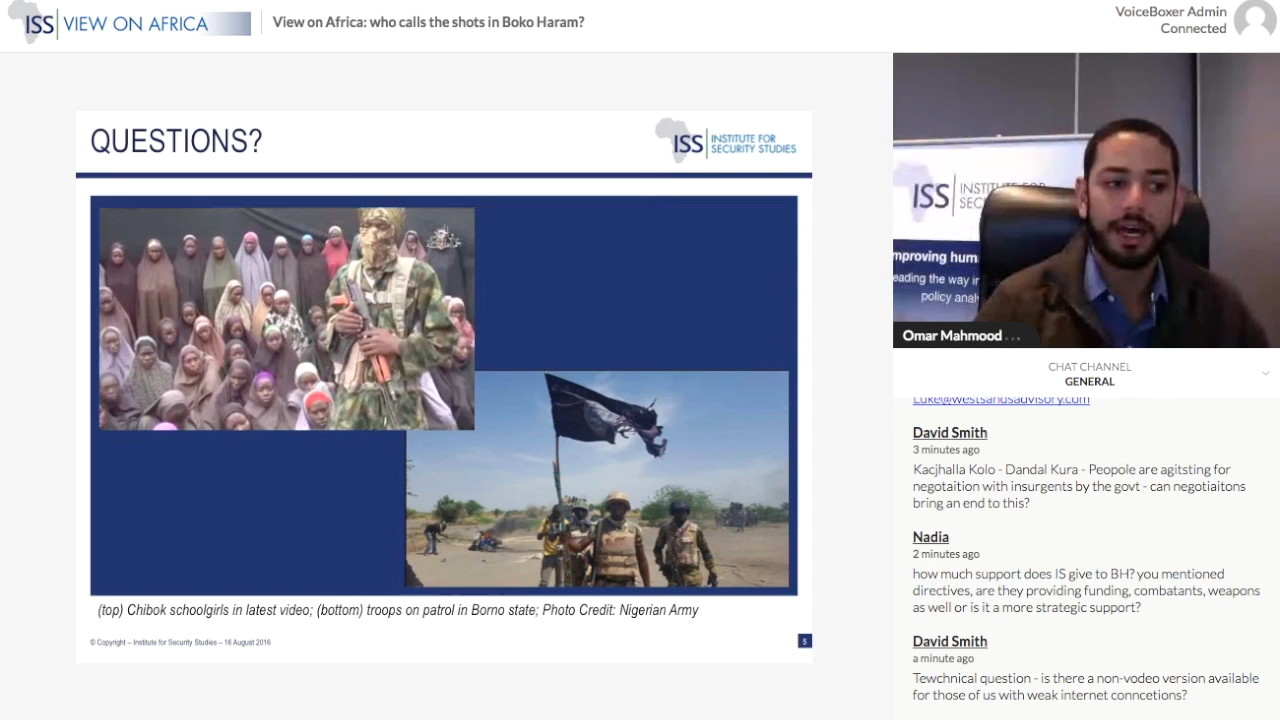 ISS VIEW ON AFRICA
View on Africa: who calls the shots in Boko Haram?
VoiceBoxer Admin
Connected
QUESTIONS?
ISS INSTITUTE FOR
SECURITY STUDIES
(top) Chibok schoolgirls in latest video; (bottom) troops on patrol in Borno state; Photo Credit: Nigerian Army
© Copyright – Institute for Security Studies – 16 August 2016
5
ISS
mproving hum
eading the way in
policy anal
Omar Mahmood ...
CHAT CHANNEL
GENERAL
Luke@westsandsadvisory.com
David Smith
3 minutes ago
Kacjhalla Kolo - Dandal Kura - Peopole are agitsting for
negotaition with insurgents by the govt - can negotiaitons
bring an end to this?
Nadia
2 minutes ago
how much support does IS give to BH? you mentioned
directives, are they providing funding, combatants, weapons
as well or is it a more strategic support?
David Smith
a minute ago
Tewchnical question - is there a non-vodeo version available
for those of us with weak internet conncetions?